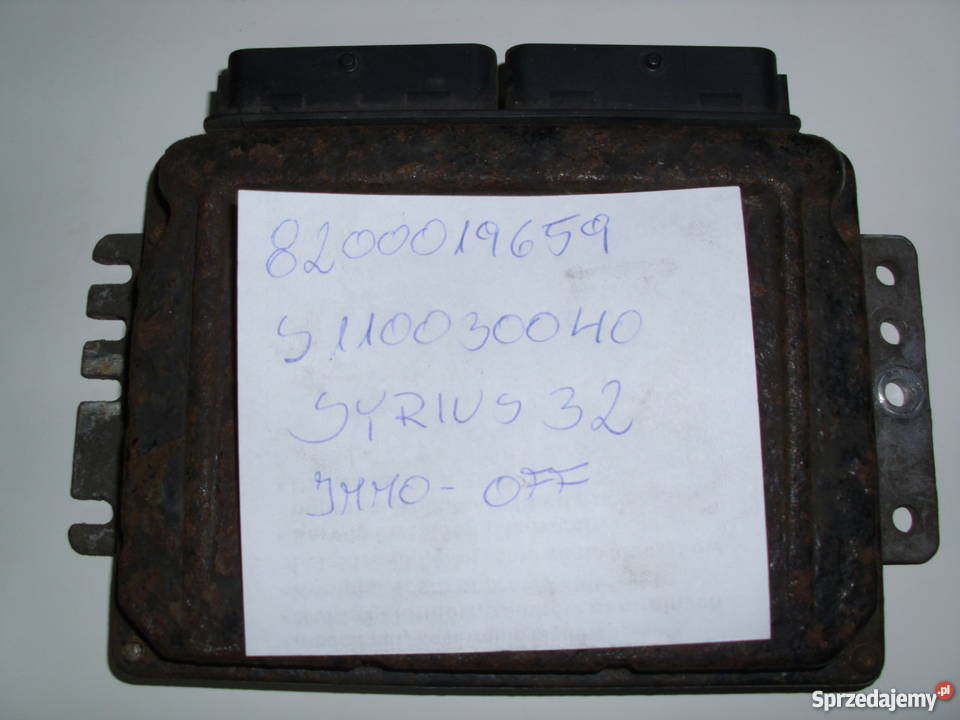 8200019659
S110030040
SYRIUS 32
IMMO - OFF
Sprzedajemy.pl